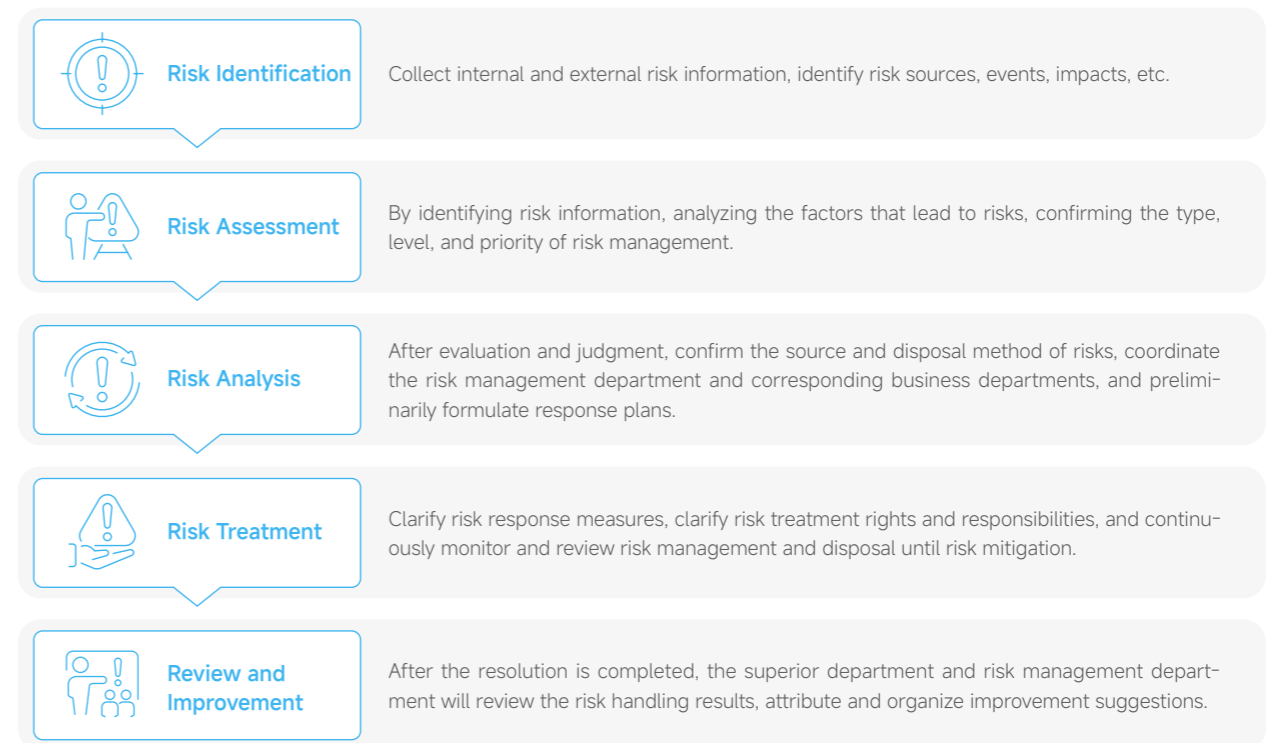 Risk Identification
Collect internal and external risk information, identify risk sources, events, impacts, etc.
Risk Assessment
By identifying risk information, analyzing the factors that lead to risks, confirming the type,
level, and priority of risk management.
Risk Analysis
After evaluation and judgment, confirm the source and disposal method of risks, coordinate
the risk management department and corresponding business departments, and prelimi-
narily formulate response plans.
Risk Treatment
Clarify risk response measures, clarify risk treatment rights and responsibilities, and continu-
ously monitor and review risk management and disposal until risk mitigation.
Review and
Improvement
After the resolution is completed, the superior department and risk management depart-
ment will review the risk handling results, attribute and organize improvement suggestions.